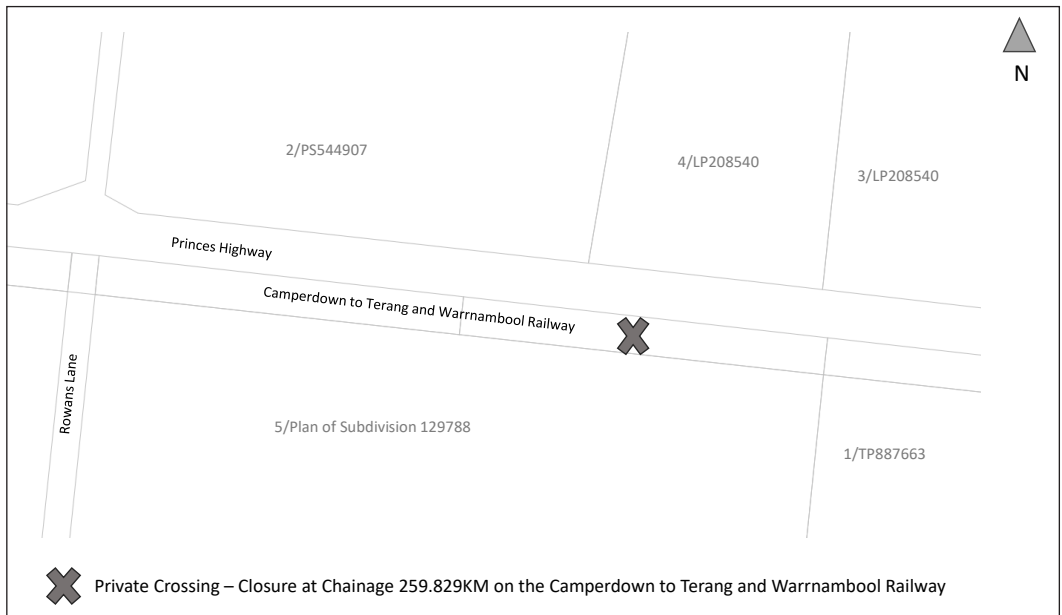 N
2/PS544907
4/LP208540
3/LP208540
Princes Highway
Camperdown to Terang and Warrnambool Railway
Rowans Lane
5/Plan of Subdivision 129788
1/TP887663
Private Crossing – Closure at Chainage 259.829KM on the Camperdown to Terang and Warrnambool Railway